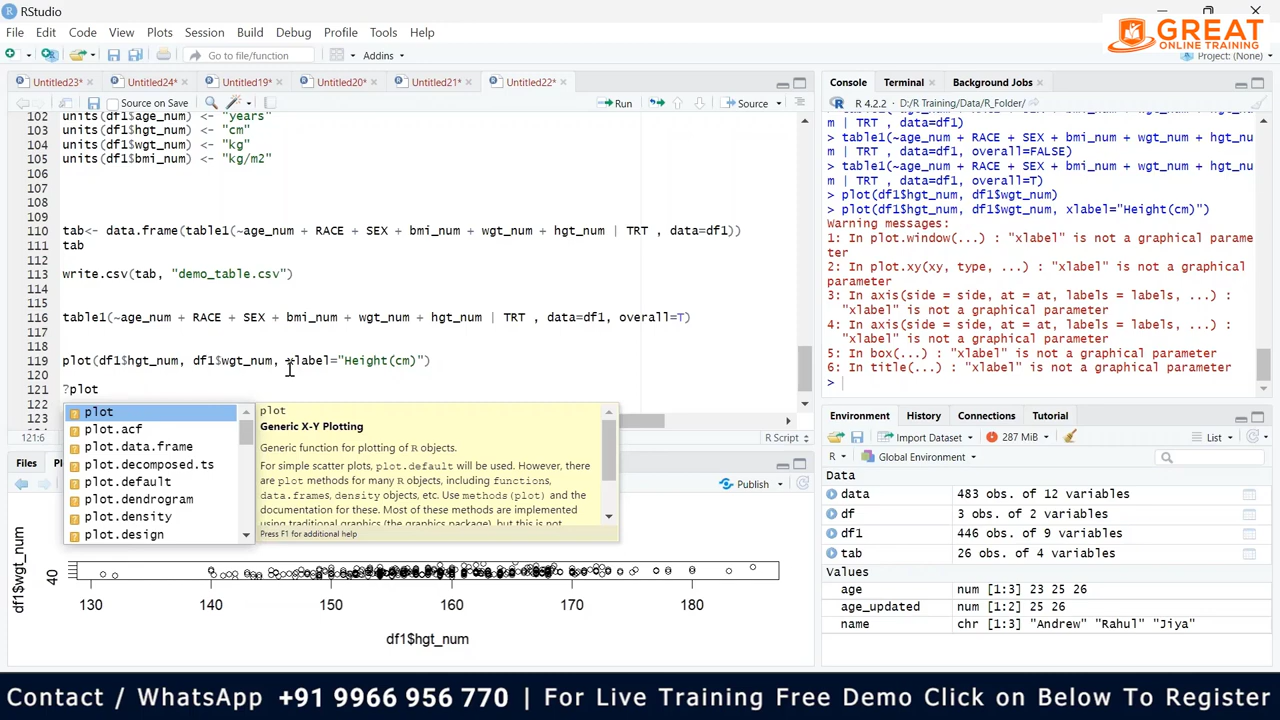 RStudio
File Edit Code View Plots Session Build Debug Profile Tools Help
GREAT
ONLINE TRAINING
Go to file/function
Addins
Project: (None)
Untitled23* Untitled24* Untitled19* Untitled20* Untitled21* Untitled22*
Source on Save
Run
Source
102 units(df1$age_num) <- "years"
103 units(df1$hgt_num) <- "cm"
104 units(df1$wgt_num) <- "kg"
105 units(df1$bmi_num) <- "kg/m2"
106
107
108
109
110 tab<- data.frame(table1(~age_num + RACE + SEX + bmi_num + wgt_num + hgt_num | TRT , data=df1))
111 tab
112
113 write.csv(tab, "demo_table.csv")
114
115
116 table1(~age_num + RACE + SEX + bmi_num + wgt_num + hgt_num | TRT , data=df1, overall=T)
117
118
119 plot(df1$hgt_num, df1$wgt_num, xlabel="Height(cm)")
120
121 ?plot
122
123
plot
plot.acf
plot.data.frame
plot.decomposed.ts
plot.default
plot.dendrogram
plot.density
plot.design
plot
Generic X-Y Plotting
Generic function for plotting of R objects.
For simple scatter plots, plot.default will be used. However, there
are plot methods for many R objects, including functions,
data.frames, density objects, etc. Use methods(plot) and the
documentation for these. Most of these methods are implemented
using traditional graphics (the graphics package), but this is not
Press F1 for additional help
121:6
R Script
Files
Publish
df1$wgt_num
40
130 140 150 160 170 180
df1$hgt_num
Console Terminal Background Jobs
R 4.2.2 · D:/R Training/Data/R_Folder/
m | TRT , data=df1)
> table1(~age_num + RACE + SEX + bmi_num + wgt_num + hgt_nu
m | TRT , data=df1, overall=FALSE)
> table1(~age_num + RACE + SEX + bmi_num + wgt_num + hgt_nu
m | TRT , data=df1, overall=T)
> plot(df1$hgt_num, df1$wgt_num)
> plot(df1$hgt_num, df1$wgt_num, xlabel="Height(cm)")
Warning messages:
1: In plot.window(...) : "xlabel" is not a graphical parame
ter
2: In plot.xy(xy, type, ...) : "xlabel" is not a graphical
parameter
3: In axis(side = side, at = at, labels = labels, ...) :
"xlabel" is not a graphical parameter
4: In axis(side = side, at = at, labels = labels, ...) :
"xlabel" is not a graphical parameter
5: In box(...) : "xlabel" is not a graphical parameter
6: In title(...) : "xlabel" is not a graphical parameter
>
Environment History Connections Tutorial
Import Dataset 287 MiB List
R Global Environment
Data
data 483 obs. of 12 variables
df 3 obs. of 2 variables
df1 446 obs. of 9 variables
tab 26 obs. of 4 variables
Values
age num [1:3] 23 25 26
age_updated num [1:2] 25 26
name chr [1:3] "Andrew" "Rahul" "Jiya"
Contact / WhatsApp +91 9966 956 770 | For Live Training Free Demo Click on Below To Register